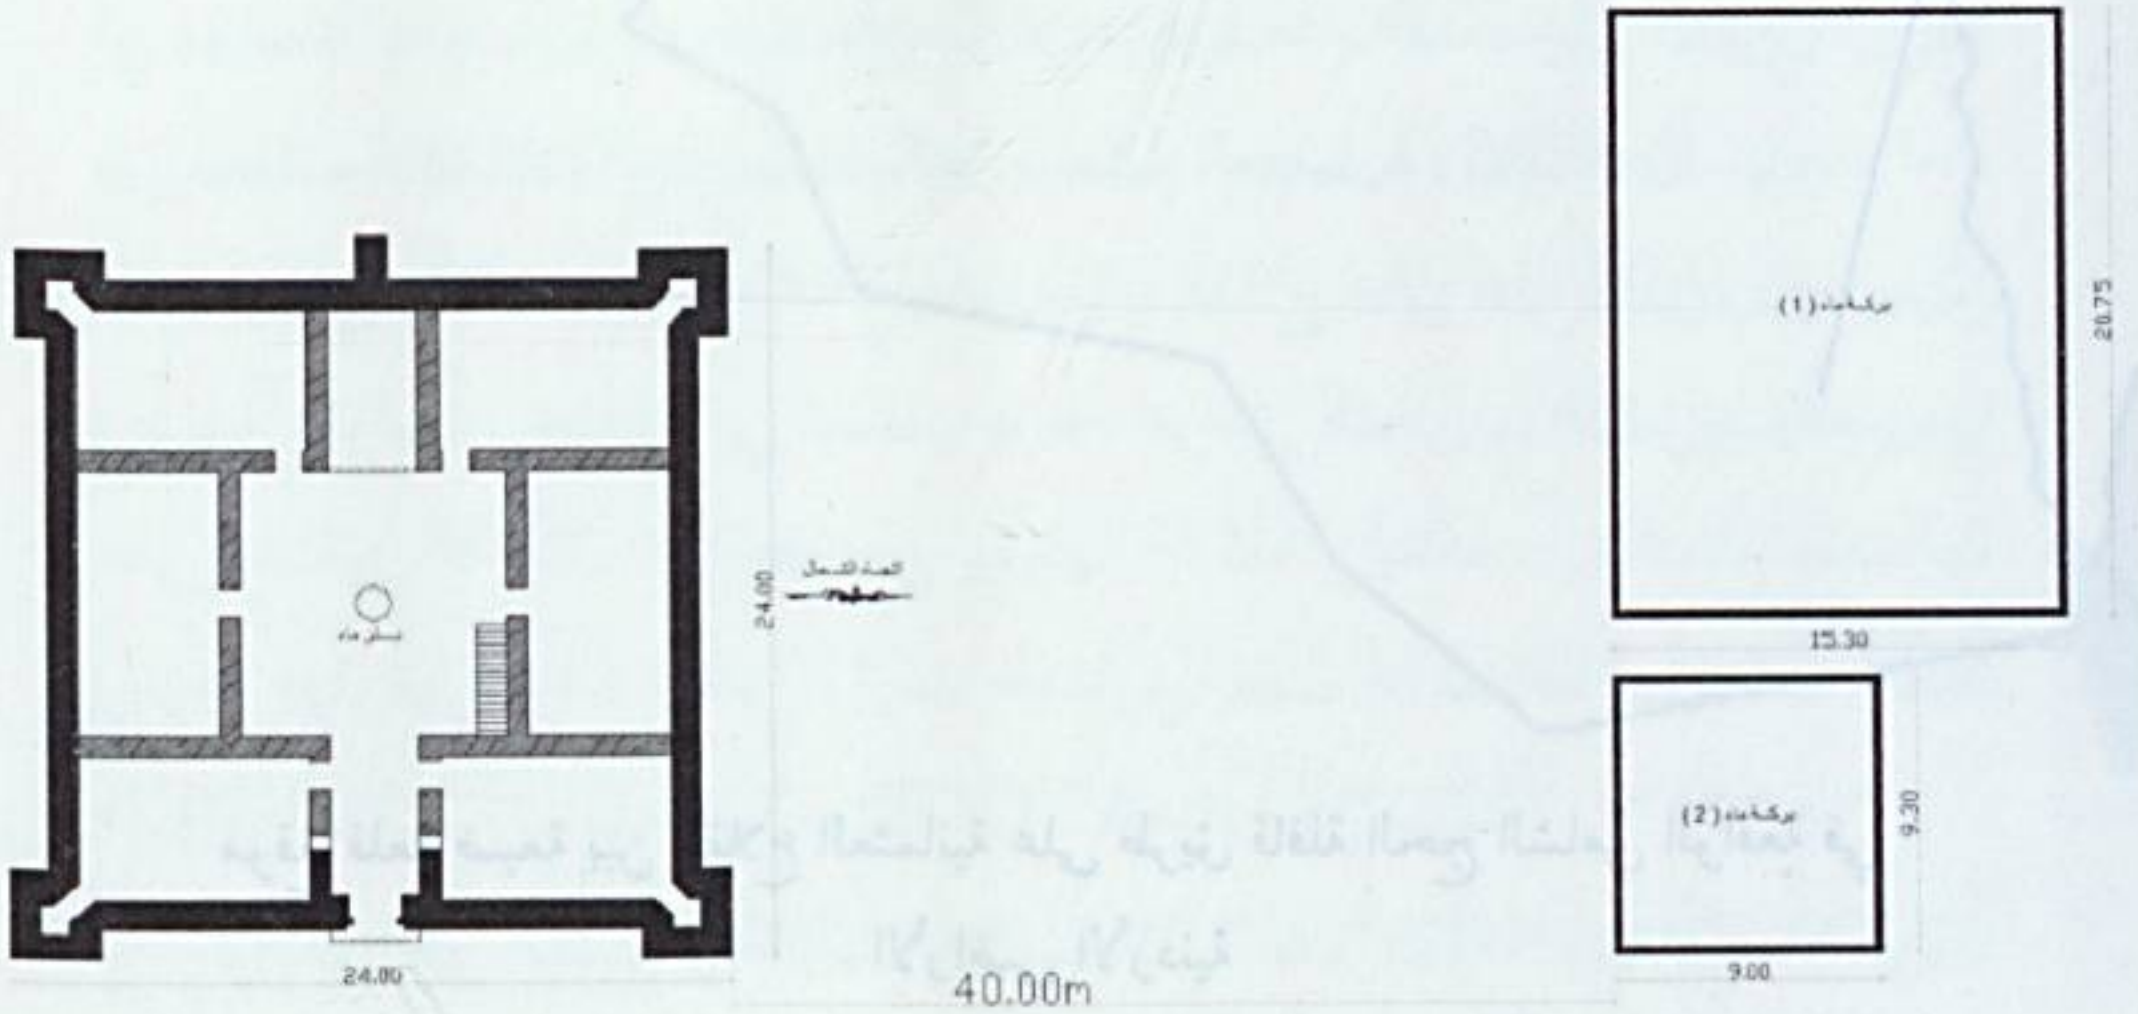 بركة ماء (1)
20.75
15.30
اتجاه الشمال
24.00
بئر ماء
بركة ماء (2)
9.30
9.00
24.00
40.00m